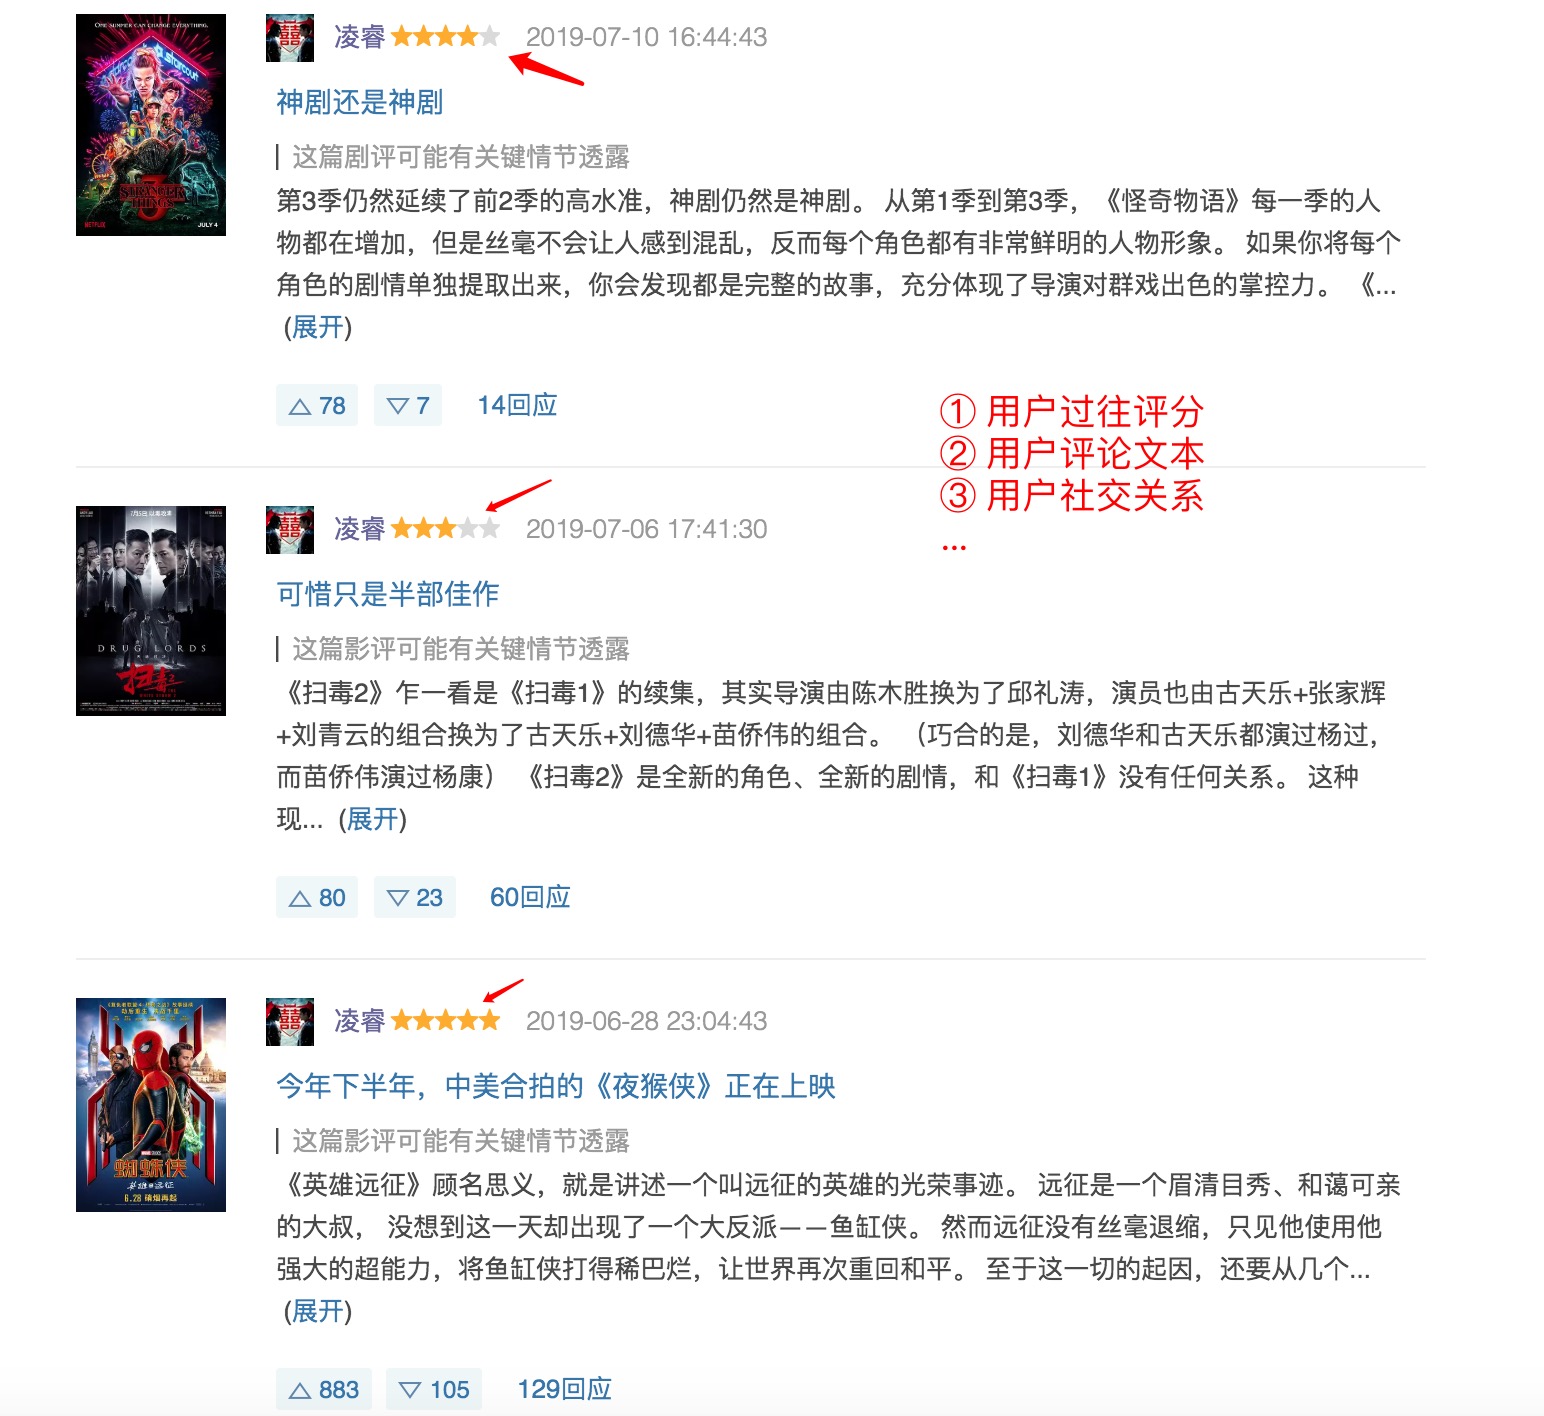 ONE SUMMER CAN CHANGE EVERYTHING.
凌睿 2019-07-10 16:44:43
神剧还是神剧
这篇剧评可能有关键情节透露
第3季仍然延续了前2季的高水准，神剧仍然是神剧。 从第1季到第3季，《怪奇物语》每一季的人
物都在增加，但是丝毫不会让人感到混乱，反而每个角色都有非常鲜明的人物形象。 如果你将每个
角色的剧情单独提取出来，你会发现都是完整的故事，充分体现了导演对群戏出色的掌控力。 《...
(展开)
STRANGER
THINGS
3
NETFLIX
JULY 4
78 7 14回应
① 用户过往评分
② 用户评论文本
③ 用户社交关系
...
凌睿 2019-07-06 17:41:30
可惜只是半部佳作
这篇影评可能有关键情节透露
《扫毒2》乍一看是《扫毒1》的续集，其实导演由陈木胜换为了邱礼涛，演员也由古天乐+张家辉
+刘青云的组合换为了古天乐+刘德华+苗侨伟的组合。 （巧合的是，刘德华和古天乐都演过杨过，
而苗侨伟演过杨康） 《扫毒2》是全新的角色、全新的剧情，和《扫毒1》没有任何关系。 这种
现... (展开)
DRUG LORDS
扫毒2
80 23 60回应
凌睿 2019-06-28 23:04:43
今年下半年，中美合拍的《夜猴侠》正在上映
这篇影评可能有关键情节透露
《英雄远征》顾名思义，就是讲述一个叫远征的英雄的光荣事迹。 远征是一个眉清目秀、和蔼可亲
的大叔， 没想到这一天却出现了一个大反派——鱼缸侠。 然而远征没有丝毫退缩，只见他使用他
强大的超能力，将鱼缸侠打得稀巴烂，让世界再次重回和平。 至于这一切的起因，还要从几个...
(展开)
蜘蛛侠
英雄远征
6.28 硝烟再起
883 105 129回应